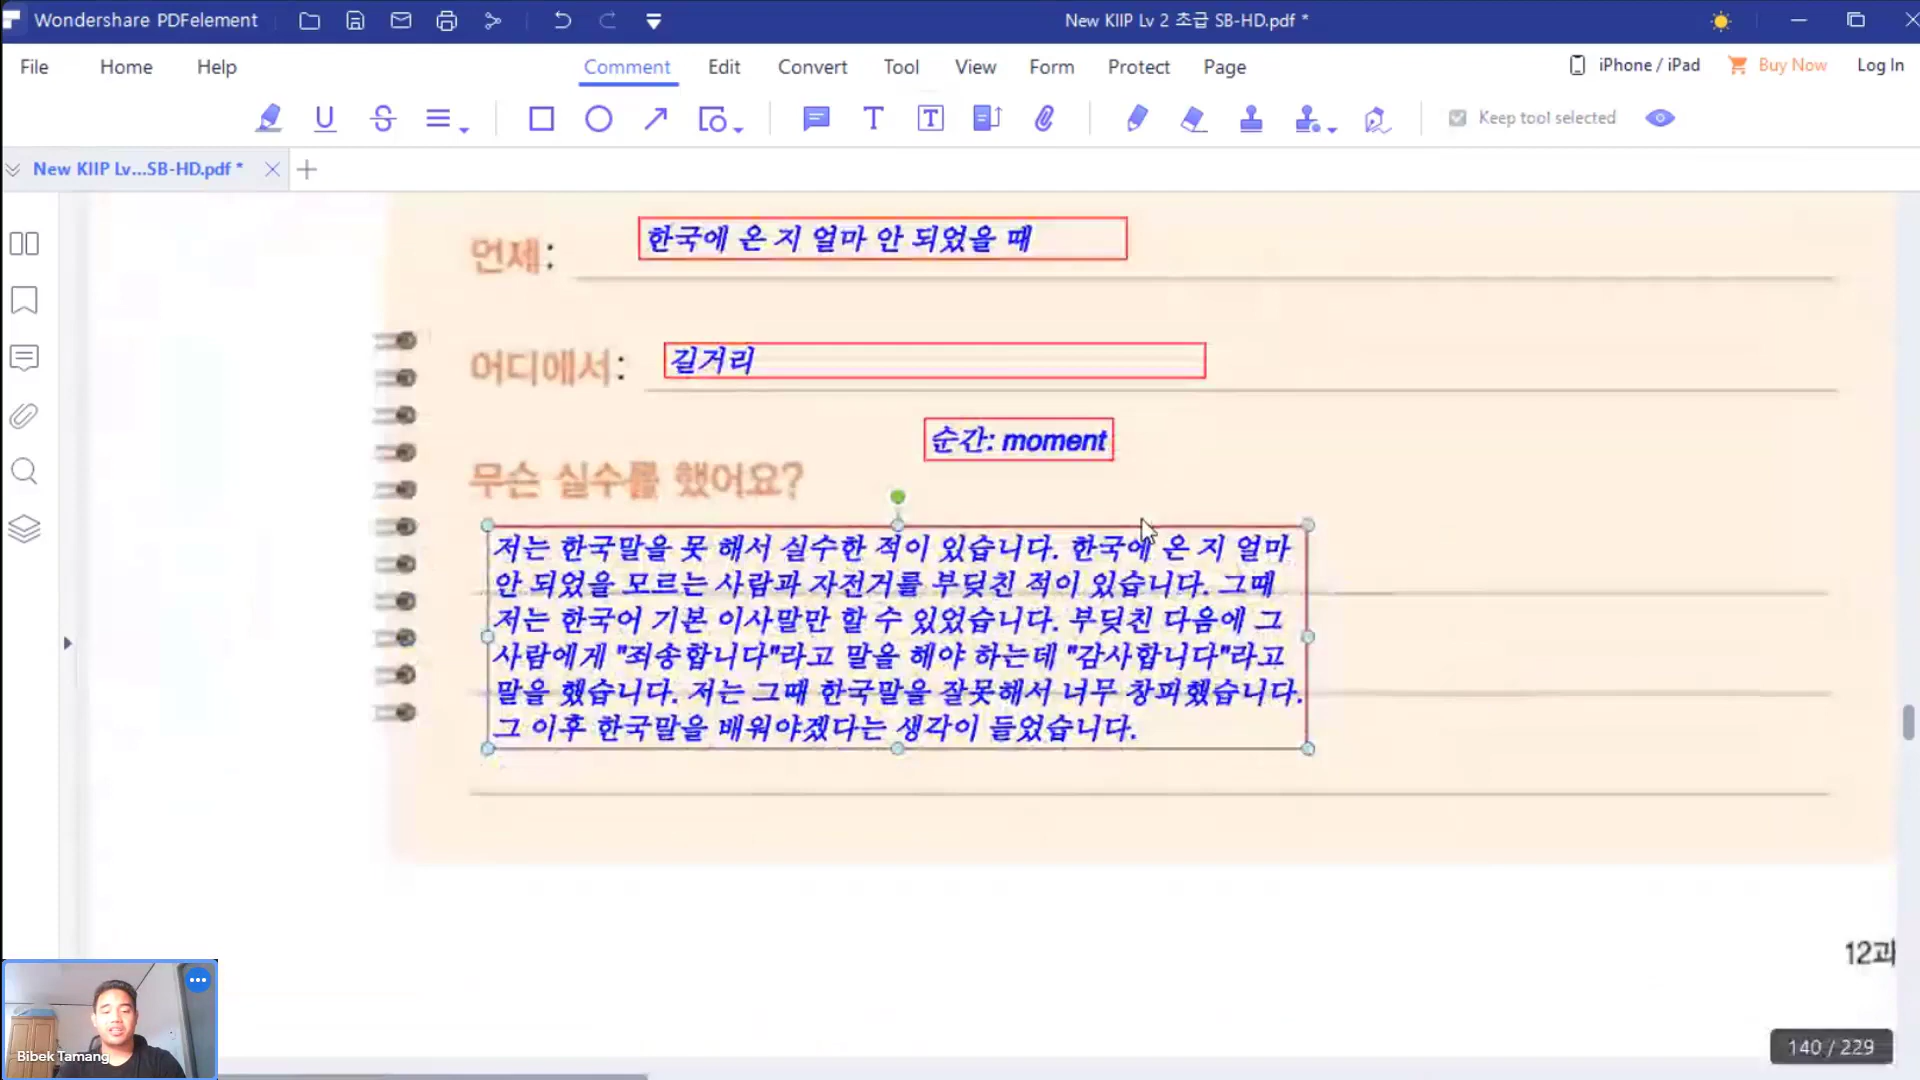 Wondershare PDFelement
New KIIP Lv 2 초급 SB-HD.pdf *
File Home Help Comment Edit Convert Tool View Form Protect Page iPhone / iPad Buy Now Log In
Keep tool selected
New KIIP Lv...SB-HD.pdf *
언제: 한국에 온 지 얼마 안 되었을 때
어디에서: 길거리
순간: moment
무슨 실수를 했어요?
저는 한국말을 못 해서 실수한 적이 있습니다. 한국에 온 지 얼마
안 되었을 모르는 사람과 자전거를 부딪친 적이 있습니다. 그때
저는 한국어 기본 이사말만 할 수 있었습니다. 부딪친 다음에 그
사람에게 "죄송합니다"라고 말을 해야 하는데 "감사합니다"라고
말을 했습니다. 저는 그때 한국말을 잘못해서 너무 창피했습니다.
그 이후 한국말을 배워야겠다는 생각이 들었습니다.
12과
Bibek Tamang
140 / 229